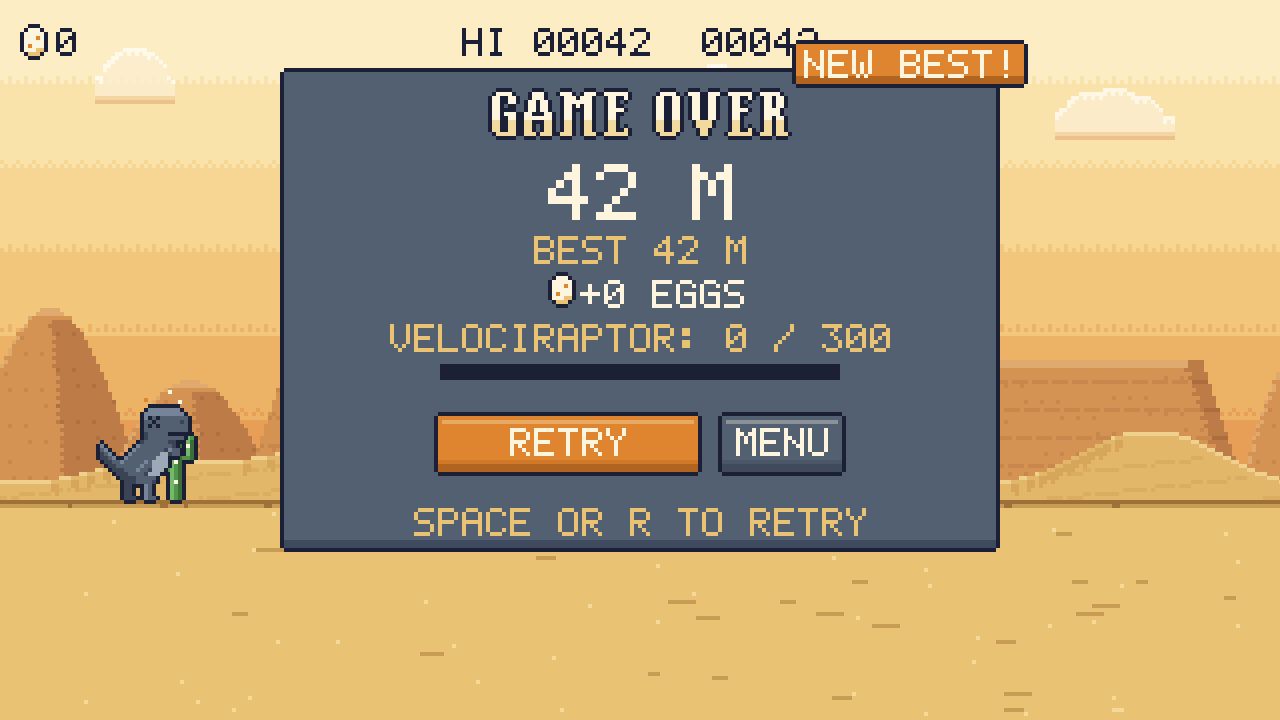 0
HI 00042 00042
NEW BEST!
GAME OVER
42 M
BEST 42 M
+0 EGGS
VELOCIRAPTOR: 0 / 300
RETRY
MENU
SPACE OR R TO RETRY